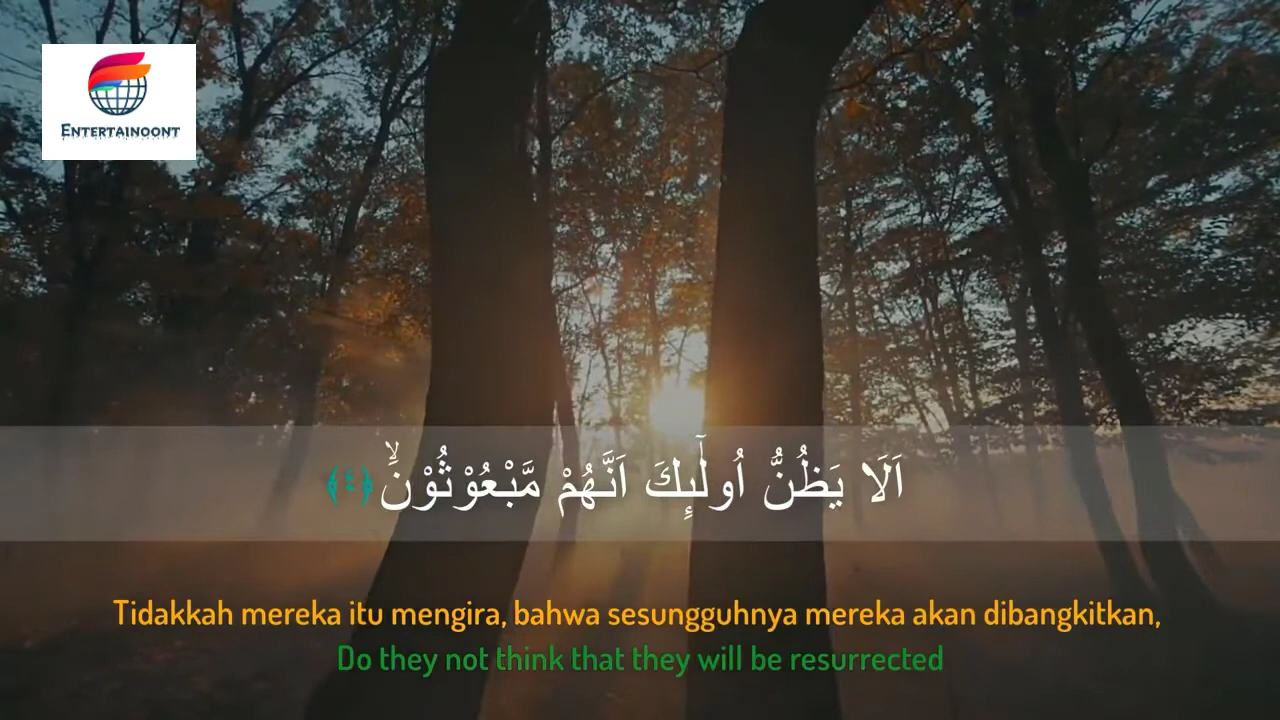 ENTERTAINOONT
اَلَا يَظُنُّ اُولٰۤىِٕكَ اَنَّهُمْ مَّبْعُوْثُوْنَۙ ﴿٤﴾
Tidakkah mereka itu mengira, bahwa sesungguhnya mereka akan dibangkitkan,
Do they not think that they will be resurrected